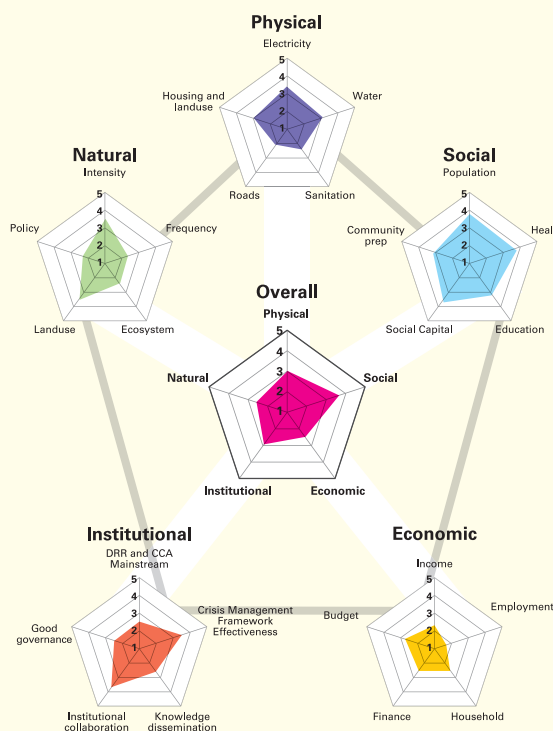 Physical
Electricity
5
4
3
2
1
Housing and
landuse
Water
Roads
Sanitation
Natural
Intensity
5
4
3
2
1
Policy
Frequency
Landuse
Ecosystem
Social
Population
5
4
3
2
1
Community
prep
Heal
Social Capital
Education
Overall
Physical
5
4
3
2
1
Natural
Social
Institutional
Economic
Institutional
DRR and CCA
Mainstream
5
4
3
2
1
Good
governance
Crisis Management
Framework
Effectiveness
Institutional
collaboration
Knowledge
dissemination
Economic
Income
5
4
3
2
1
Budget
Employment
Finance
Household